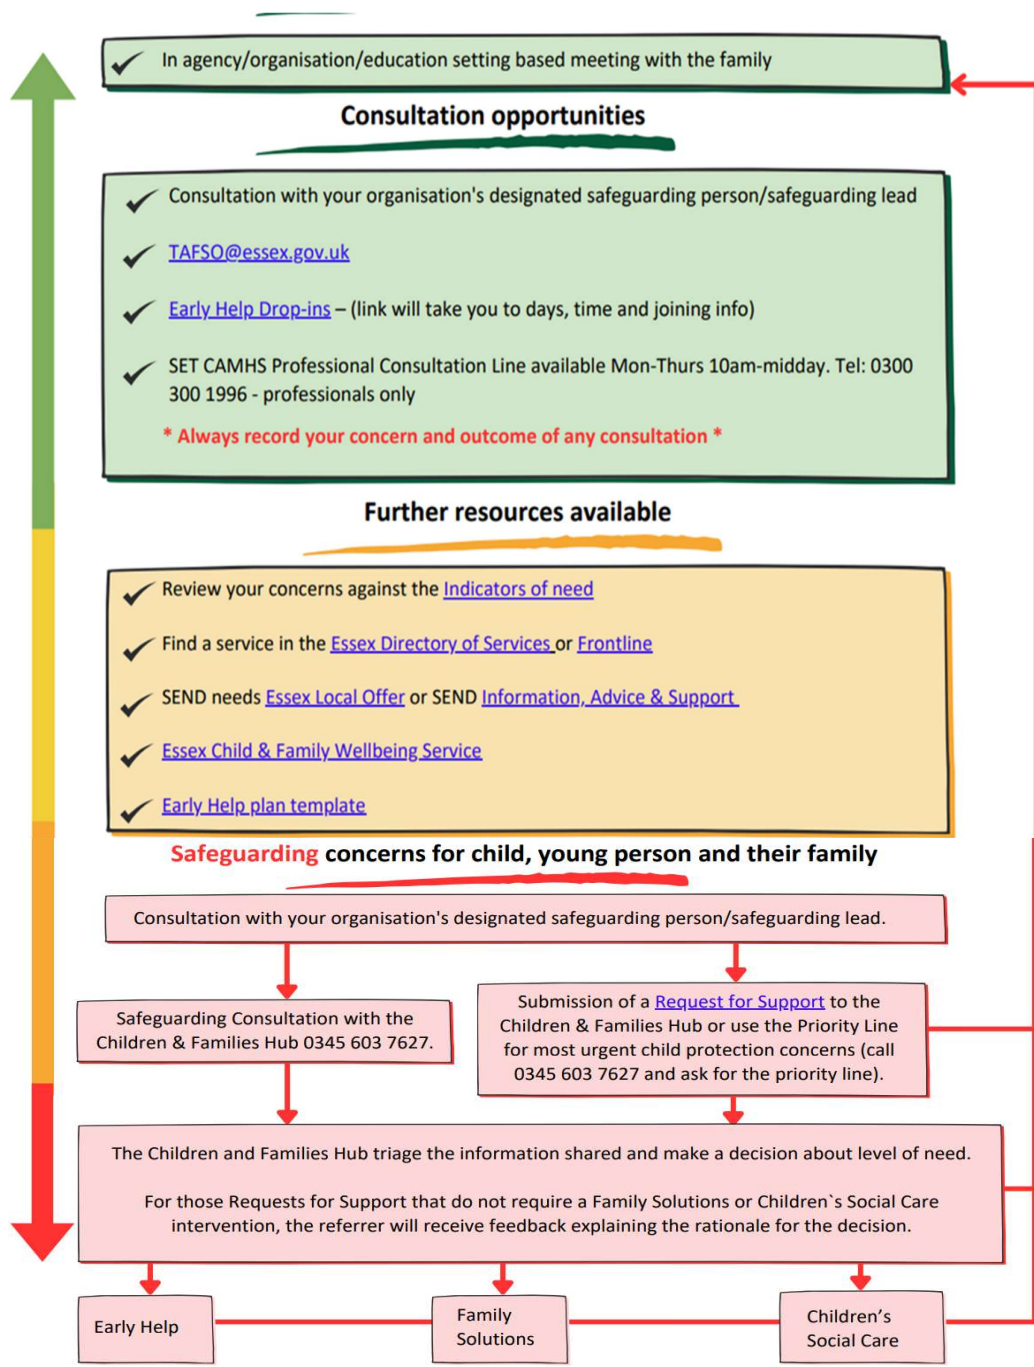 In agency/organisation/education setting based meeting with the family
Consultation opportunities
Consultation with your organisation's designated safeguarding person/safeguarding lead
TAFSO@essex.gov.uk
Early Help Drop-ins – (link will take you to days, time and joining info)
SET CAMHS Professional Consultation Line available Mon-Thurs 10am-midday. Tel: 0300
300 1996 - professionals only
* Always record your concern and outcome of any consultation *
Further resources available
Review your concerns against the Indicators of need
Find a service in the Essex Directory of Services or Frontline
SEND needs Essex Local Offer or SEND Information, Advice & Support
Essex Child & Family Wellbeing Service
Early Help plan template
Safeguarding concerns for child, young person and their family
Consultation with your organisation's designated safeguarding person/safeguarding lead.
Safeguarding Consultation with the
Children & Families Hub 0345 603 7627.
Submission of a Request for Support to the
Children & Families Hub or use the Priority Line
for most urgent child protection concerns (call
0345 603 7627 and ask for the priority line).
The Children and Families Hub triage the information shared and make a decision about level of need.
For those Requests for Support that do not require a Family Solutions or Children`s Social Care
intervention, the referrer will receive feedback explaining the rationale for the decision.
Early Help
Family
Solutions
Children’s
Social Care